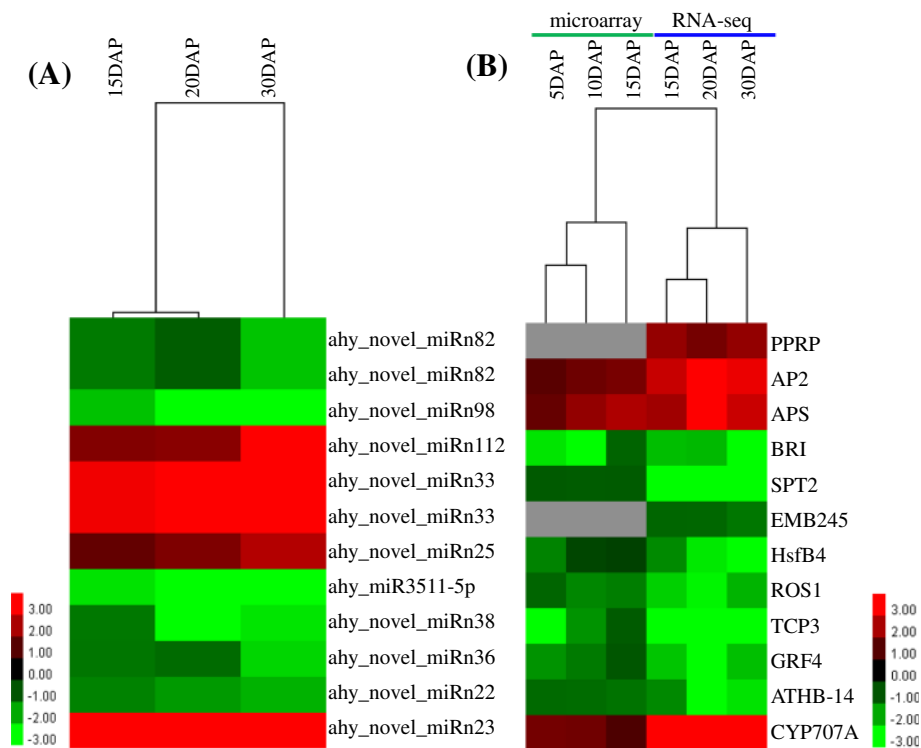 (A)
15DAP
20DAP
30DAP
ahy_novel_miRn82
ahy_novel_miRn82
ahy_novel_miRn98
ahy_novel_miRn112
ahy_novel_miRn33
ahy_novel_miRn33
ahy_novel_miRn25
ahy_miR3511-5p
ahy_novel_miRn38
ahy_novel_miRn36
ahy_novel_miRn22
ahy_novel_miRn23
3.00
2.00
1.00
0.00
-1.00
-2.00
-3.00
(B)
microarray
RNA-seq
5DAP
10DAP
15DAP
15DAP
20DAP
30DAP
PPRP
AP2
APS
BRI
SPT2
EMB245
HsfB4
ROS1
TCP3
GRF4
ATHB-14
CYP707A
3.00
2.00
1.00
0.00
-1.00
-2.00
-3.00